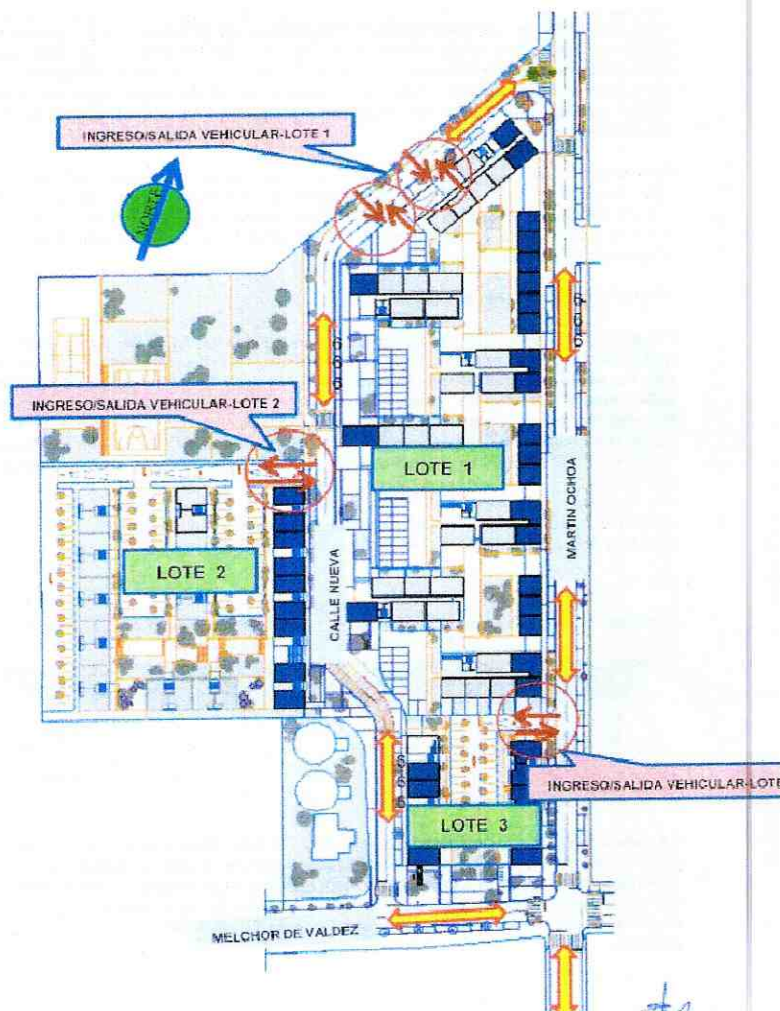 INGRESO/SALIDA VEHICULAR-LOTE 1
NORTE
INGRESO/SALIDA VEHICULAR-LOTE 2
LOTE 1
MARTIN OCHOA
LOTE 2
CALLE NUEVA
INGRESO/SALIDA VEHICULAR-LOTE
LOTE 3
MELCHOR DE VALDEZ